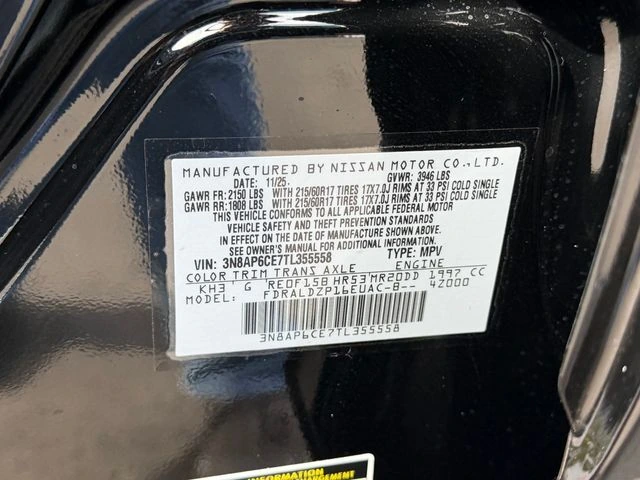 MANUFACTURED BY NISSAN MOTOR CO.,LTD.
DATE: 11/25. GVWR: 3946 LBS
GAWR FR: 2150 LBS WITH 215/60R17 TIRES 17X7.0J RIMS AT 33 PSI COLD SINGLE
GAWR RR: 1808 LBS WITH 215/60R17 TIRES 17X7.0J RIMS AT 33 PSI COLD SINGLE
THIS VEHICLE CONFORMS TO ALL APPLICABLE FEDERAL MOTOR
VEHICLE SAFETY AND THEFT PREVENTION STANDARDS
IN EFFECT ON THE DATE OF MANUFACTURE SHOWN ABOVE.
SEE OWNER'S MANUAL FOR ADDITIONAL INFORMATION.
VIN: 3N8AP6CE7TL355558 TYPE: MPV
COLOR TRIM TRANS AXLE ENGINE
KH3 G RE0F15B HR53 MR20DD 1997 CC
MODEL: FDRALDZP16EUAC-B-- 4Z000
3N8AP6CE7TL355558
INFORMATION